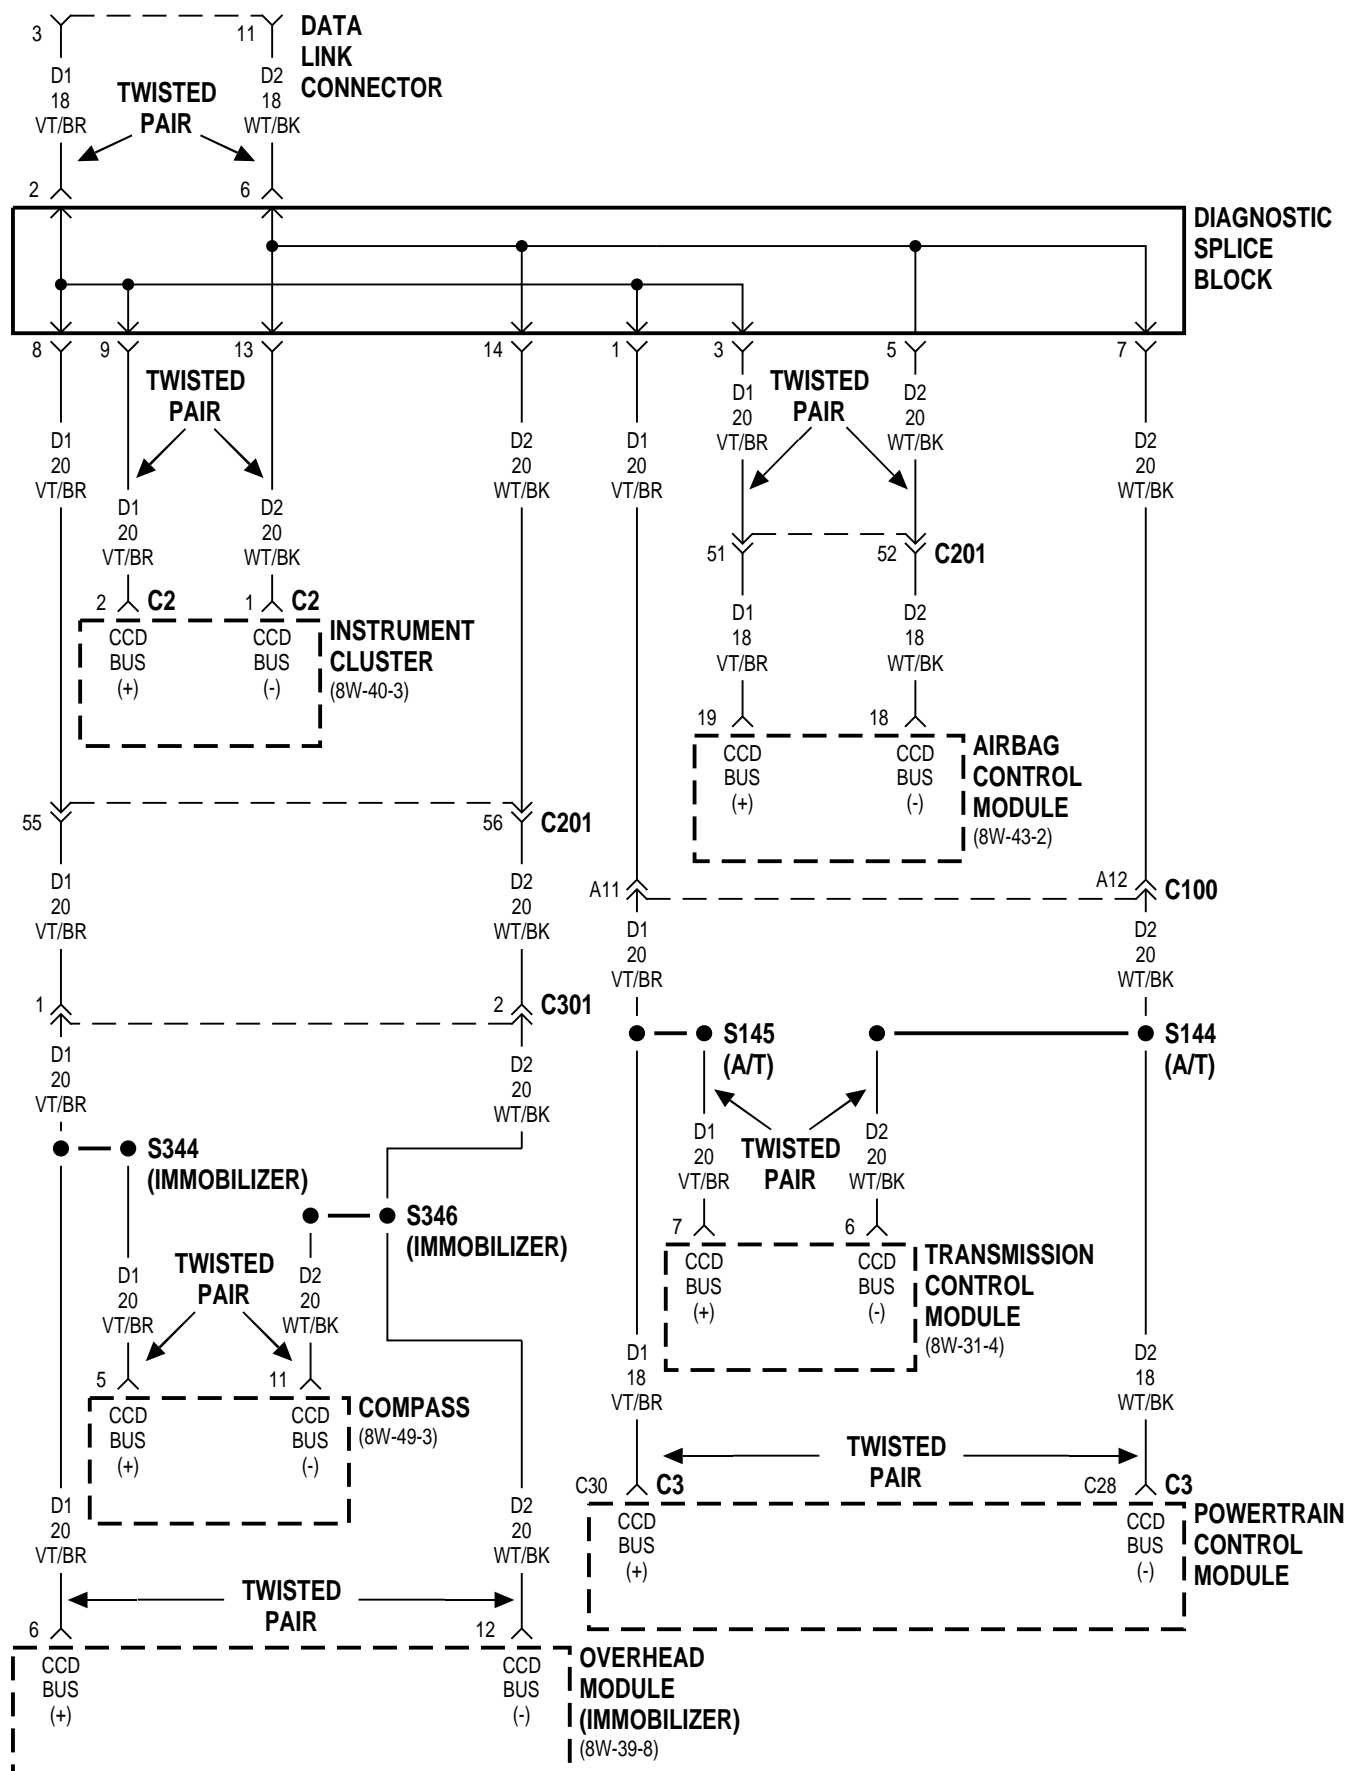 3
11
DATA
LINK
CONNECTOR
D1
18
VT/BR
TWISTED
PAIR
D2
18
WT/BK
2
6
DIAGNOSTIC
SPLICE
BLOCK
8
9
13
14
1
3
5
7
TWISTED
PAIR
TWISTED
PAIR
D1
20
VT/BR
D2
20
WT/BK
D1
20
VT/BR
D2
20
WT/BK
D1
20
VT/BR
D2
20
WT/BK
D1
20
VT/BR
D2
20
WT/BK
51
52
C201
2
C2
1
C2
CCD
BUS
(+)
CCD
BUS
(-)
INSTRUMENT
CLUSTER
(8W-40-3)
D1
18
VT/BR
D2
18
WT/BK
19
18
CCD
BUS
(+)
CCD
BUS
(-)
AIRBAG
CONTROL
MODULE
(8W-43-2)
55
56
C201
D1
20
VT/BR
D2
20
WT/BK
A11
A12
C100
D1
20
VT/BR
D2
20
WT/BK
1
2
C301
D1
20
VT/BR
D2
20
WT/BK
S145
(A/T)
S144
(A/T)
D1
20
VT/BR
TWISTED
PAIR
D2
20
WT/BK
S344
(IMMOBILIZER)
S346
(IMMOBILIZER)
7
6
CCD
BUS
(+)
CCD
BUS
(-)
TRANSMISSION
CONTROL
MODULE
(8W-31-4)
D1
20
VT/BR
TWISTED
PAIR
D2
20
WT/BK
5
11
CCD
BUS
(+)
CCD
BUS
(-)
COMPASS
(8W-49-3)
D1
18
VT/BR
D2
18
WT/BK
TWISTED
PAIR
C30
C3
C28
C3
CCD
BUS
(+)
CCD
BUS
(-)
POWERTRAIN
CONTROL
MODULE
D1
20
VT/BR
D2
20
WT/BK
TWISTED
PAIR
6
12
CCD
BUS
(+)
CCD
BUS
(-)
OVERHEAD
MODULE
(IMMOBILIZER)
(8W-39-8)